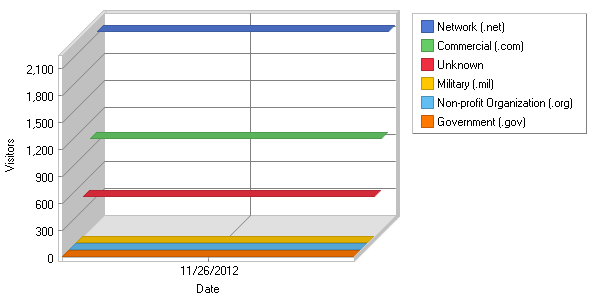 Network (.net)
Commercial (.com)
Unknown
Military (.mil)
Non-profit Organization (.org)
Government (.gov)
Visitors
2,100
1,800
1,500
1,200
900
600
300
0
11/26/2012
Date